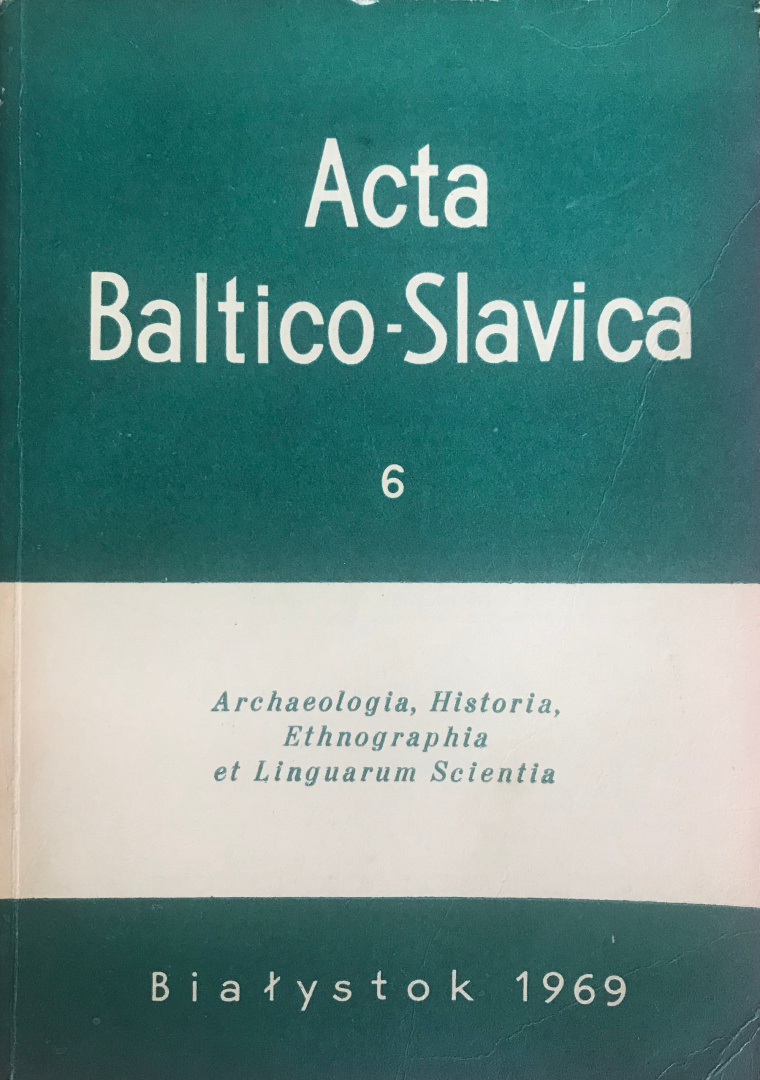 Acta
Baltico-Slavica
6
Archaeologia, Historia,
Ethnographia
et Linguarum Scientia
Białystok 1969